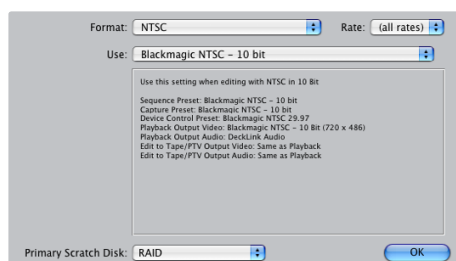 Format: NTSC Rate: (all rates)
Use: Blackmagic NTSC - 10 bit
Use this setting when editing with NTSC in 10 Bit
Sequence Preset: Blackmagic NTSC - 10 bit
Capture Preset: Blackmagic NTSC - 10 bit
Device Control Preset: Blackmagic NTSC 29.97
Playback Output Video: Blackmagic NTSC - 10 Bit (720 x 486)
Playback Output Audio: DeckLink Audio
Edit to Tape/PTV Output Video: Same as Playback
Edit to Tape/PTV Output Audio: Same as Playback
Primary Scratch Disk: RAID OK